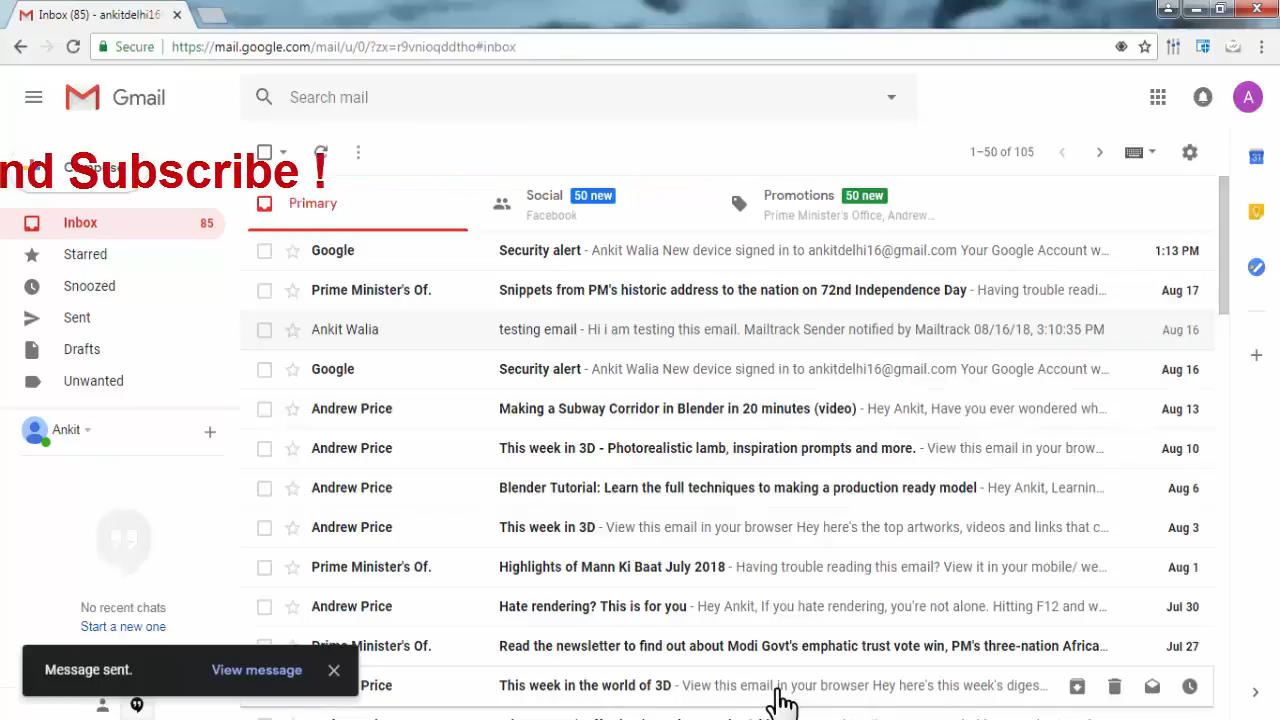 Inbox (85) - ankitdelhi16
Secure https://mail.google.com/mail/u/0/?zx=r9vnioqddtho#inbox
Gmail
Search mail
A
nd Subscribe !
1–50 of 105
Primary
Social 50 new
Facebook
Promotions 50 new
Prime Minister's Office, Andrew…
Inbox 85
Starred
Snoozed
Sent
Drafts
Unwanted
Ankit
No recent chats
Start a new one
Google Security alert - Ankit Walia New device signed in to ankitdelhi16@gmail.com Your Google Account w… 1:13 PM
Prime Minister's Of. Snippets from PM's historic address to the nation on 72nd Independence Day - Having trouble readi… Aug 17
Ankit Walia testing email - Hi i am testing this email. Mailtrack Sender notified by Mailtrack 08/16/18, 3:10:35 PM Aug 16
Google Security alert - Ankit Walia New device signed in to ankitdelhi16@gmail.com Your Google Account w… Aug 16
Andrew Price Making a Subway Corridor in Blender in 20 minutes (video) - Hey Ankit, Have you ever wondered wh… Aug 13
Andrew Price This week in 3D - Photorealistic lamb, inspiration prompts and more. - View this email in your brow… Aug 10
Andrew Price Blender Tutorial: Learn the full techniques to making a production ready model - Hey Ankit, Learnin… Aug 6
Andrew Price This week in 3D - View this email in your browser Hey here's the top artworks, videos and links that c… Aug 3
Prime Minister's Of. Highlights of Mann Ki Baat July 2018 - Having trouble reading this email? View it in your mobile/ we… Aug 1
Andrew Price Hate rendering? This is for you - Hey Ankit, If you hate rendering, you're not alone. Hitting F12 and w… Jul 30
Prime Minister's Of. Read the newsletter to find out about Modi Govt's emphatic trust vote win, PM's three-nation Africa… Jul 27
Price This week in the world of 3D - View this email in your browser Hey here's this week's diges…
Message sent. View message